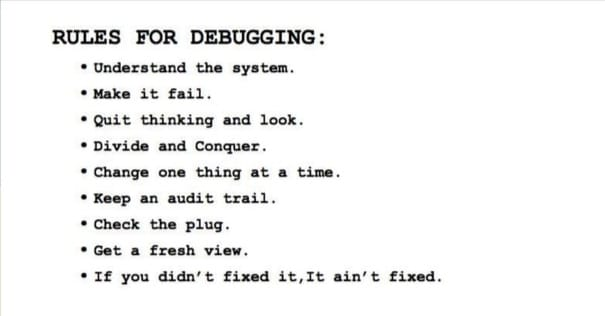 RULES FOR DEBUGGING:
• Understand the system.
• Make it fail.
• Quit thinking and look.
• Divide and Conquer.
• Change one thing at a time.
• Keep an audit trail.
• Check the plug.
• Get a fresh view.
• If you didn't fixed it,It ain't fixed.